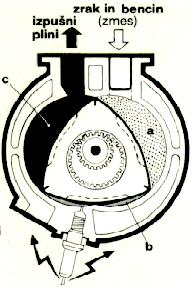 zrak in bencin
izpušni (zmes)
plini
c
a
b